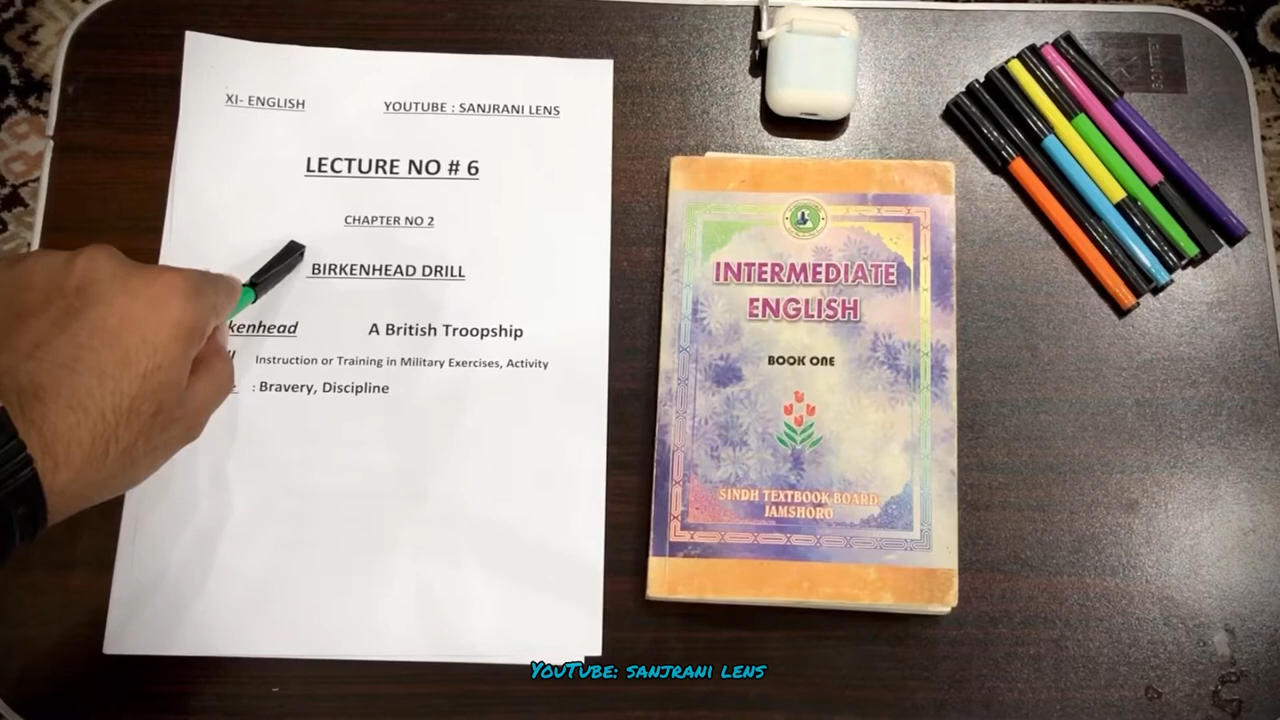 XI- ENGLISH YOUTUBE : SANJRANI LENS
LECTURE NO # 6
CHAPTER NO 2
BIRKENHEAD DRILL
kenhead A British Troopship
Instruction or Training in Military Exercises, Activity
: Bravery, Discipline
INTERMEDIATE
ENGLISH
BOOK ONE
SINDH TEXTBOOK BOARD
JAMSHORO
YouTube: SANJRANI LENS